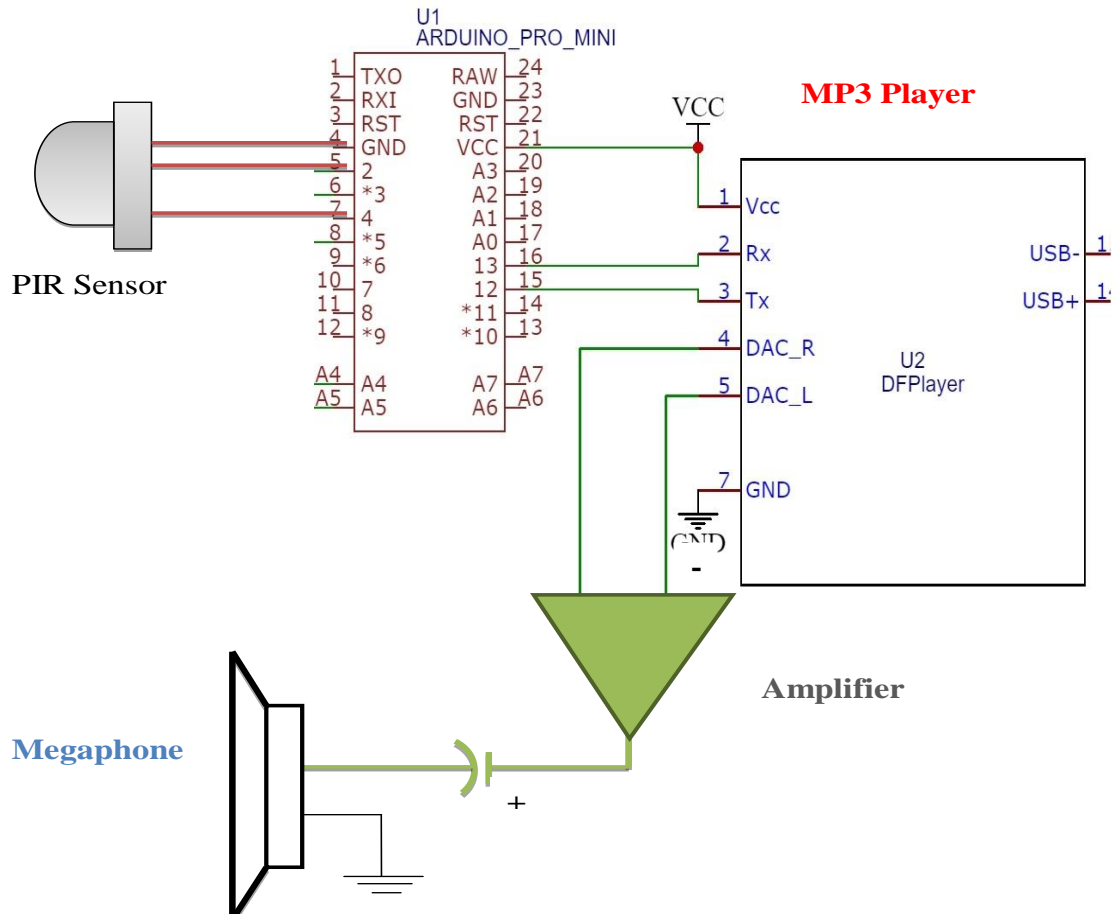 U1
ARDUINO_PRO_MINI
1 TXO RAW 24
2 RXI GND 23
3 RST RST 22
4 GND VCC 21
5 2 A3 20
6 *3 A2 19
7 4 A1 18
8 *5 A0 17
9 *6 13 16
10 7 12 15
11 8 *11 14
12 *9 *10 13
A4 A4 A7 A7
A5 A5 A6 A6
PIR Sensor
VCC
MP3 Player
1 Vcc
2 Rx
3 Tx
4 DAC_R
5 DAC_L
7 GND
USB-
USB+ 14
U2
DFPlayer
GND
-
Amplifier
Megaphone
+